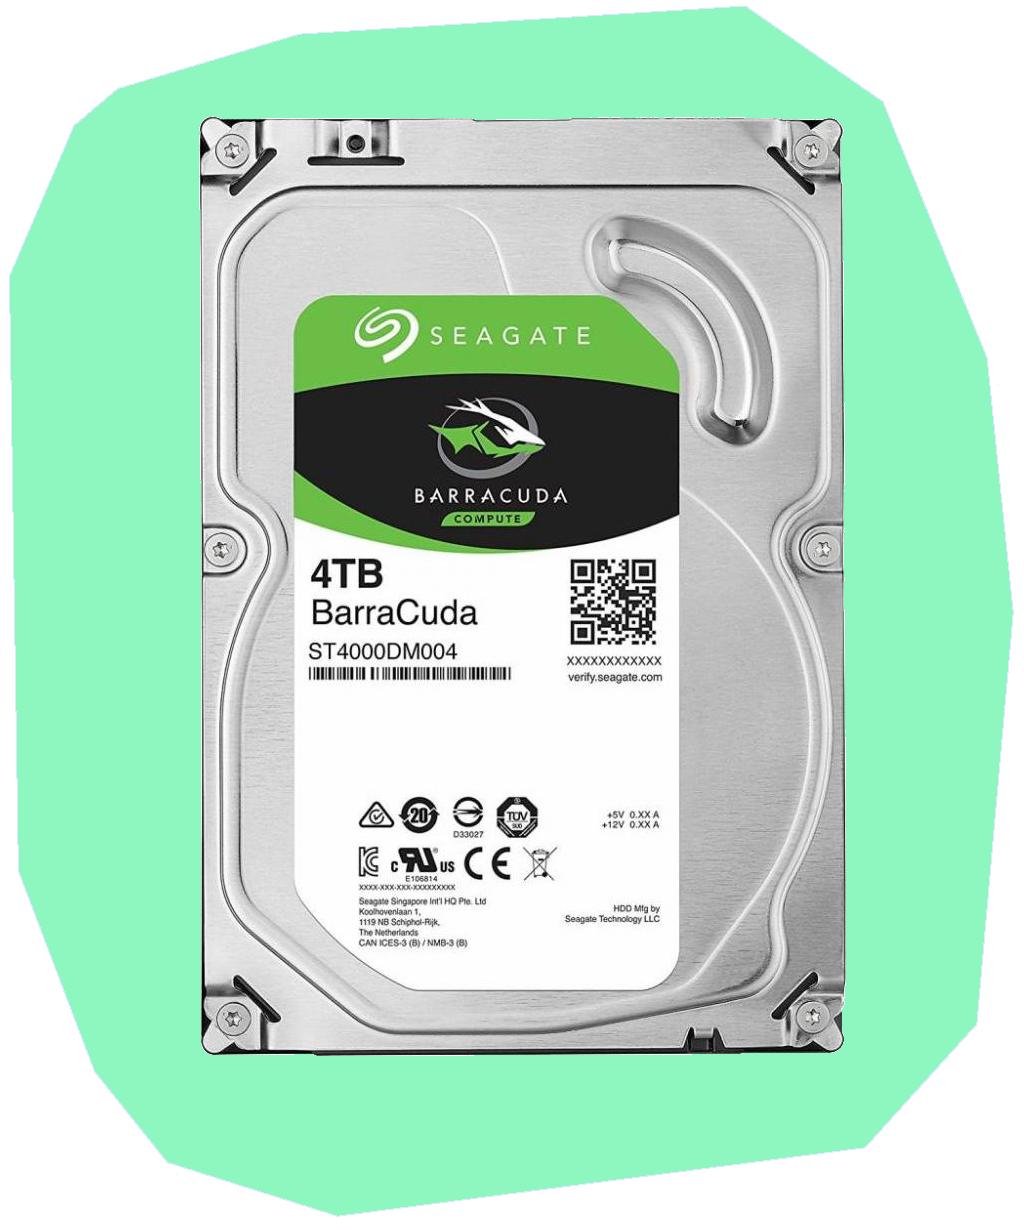 SEAGATE
BARRACUDA
COMPUTE
4TB
BarraCuda
ST4000DM004
XXXXXXXXXXXX
verify.seagate.com
20
D33027
TÜV
SÜD
+5V 0.XX A
+12V 0.XX A
c US
E106814
CE
XXXX-XXX-XXX-XXXXXXXXX
Seagate Singapore Int'l HQ Pte. Ltd
Koolhovenlaan 1,
1119 NB Schiphol-Rijk,
The Netherlands
CAN ICES-3 (B) / NMB-3 (B)
HDD Mfg by
Seagate Technology LLC